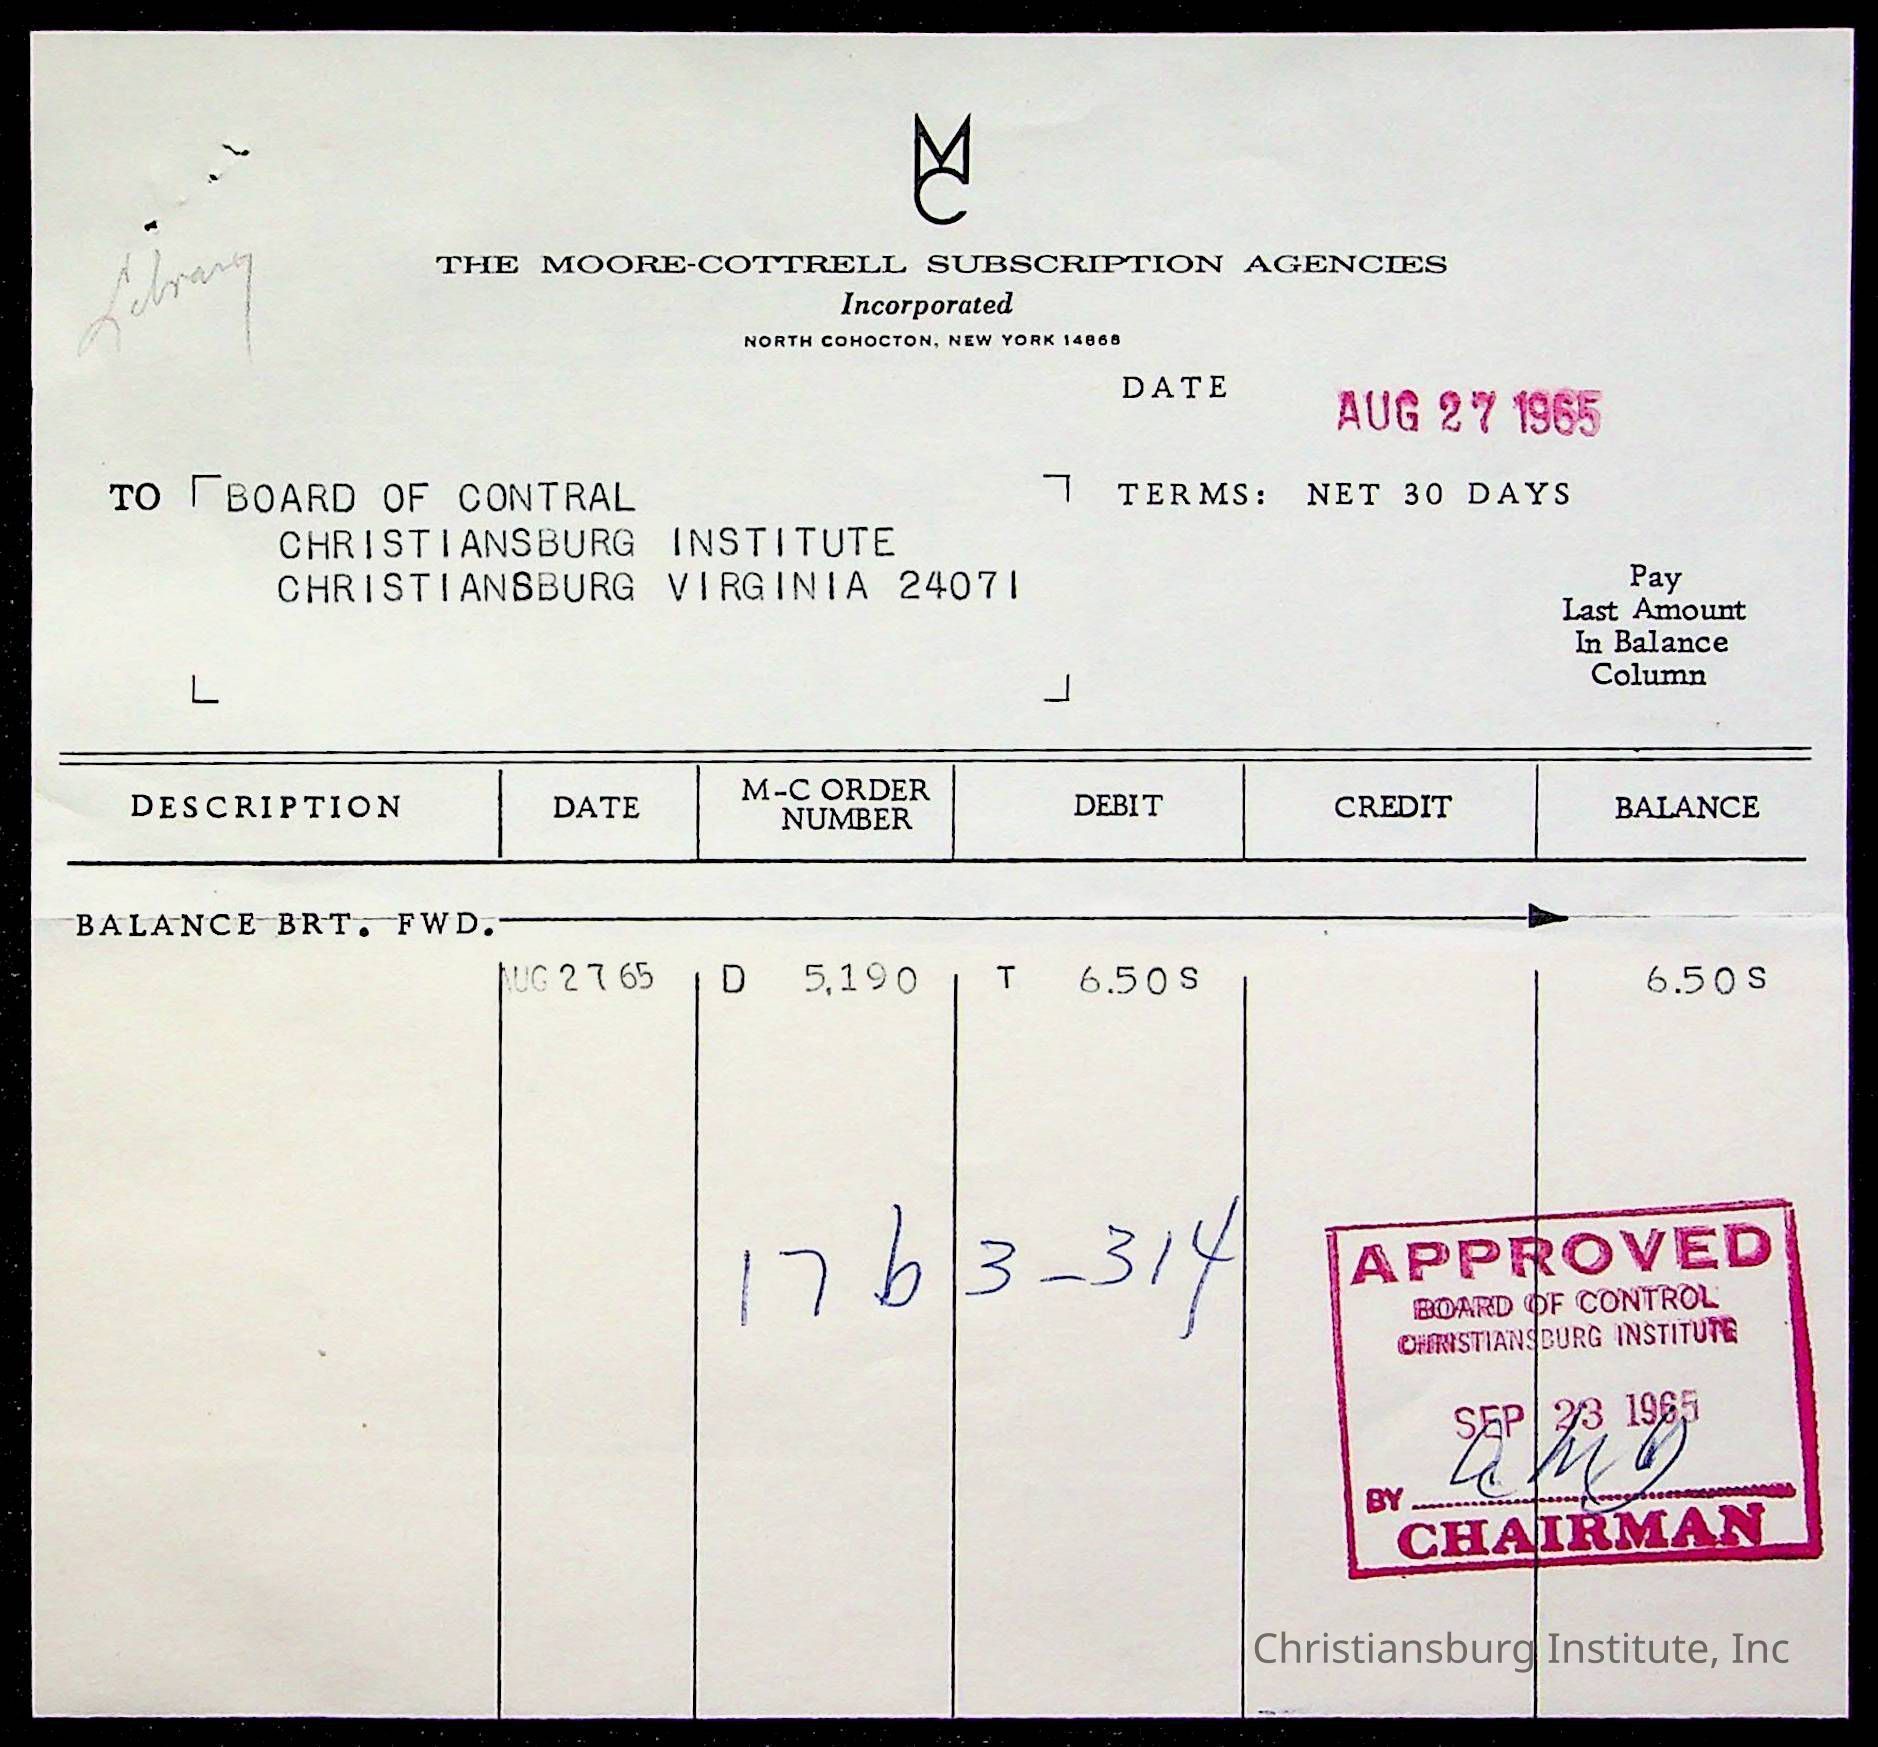 MC
Library
THE MOORE-COTTRELL SUBSCRIPTION AGENCIES
Incorporated
NORTH COHOCTON, NEW YORK 14868
DATE AUG 27 1965
TO BOARD OF CONTRAL
CHRISTIANSBURG INSTITUTE
CHRISTIANSBURG VIRGINIA 24071
TERMS: NET 30 DAYS
Pay
Last Amount
In Balance
Column
DESCRIPTION DATE M-C ORDER NUMBER DEBIT CREDIT BALANCE
BALANCE BRT. FWD.
AUG 27 65 D 5,190 T 6.50 S 6.50 S
17 b 3-314
APPROVED
BOARD OF CONTROL
CHRISTIANSBURG INSTITUTE
SEP 23 1965
BY
CHAIRMAN
Christiansburg Institute, Inc